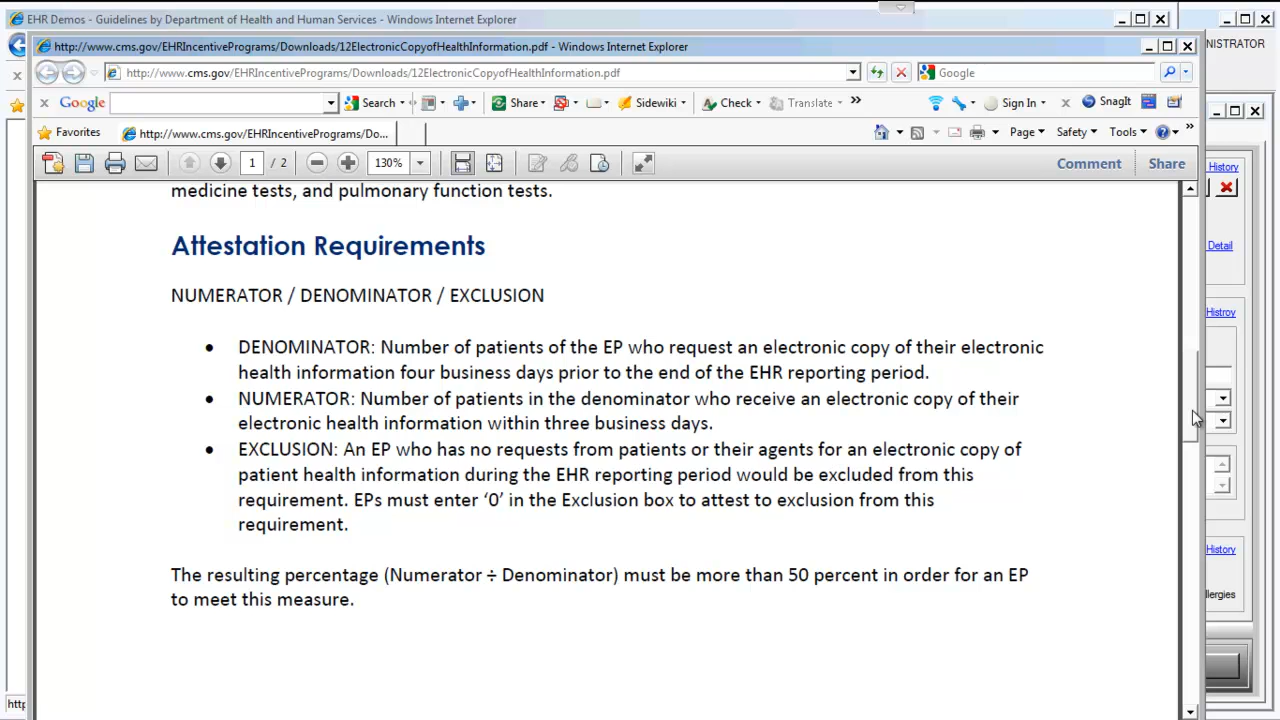 EHR Demos - Guidelines by Department of Health and Human Services - Windows Internet Explorer
http://www.cms.gov/EHRIncentivePrograms/Downloads/12ElectronicCopyofHealthInformation.pdf - Windows Internet Explorer
NISTRATOR
http://www.cms.gov/EHRIncentivePrograms/Downloads/12ElectronicCopyofHealthInformation.pdf
Google
Google
Search
Share
Sidewiki
Check
Translate
Sign In
SnagIt
Favorites
http://www.cms.gov/EHRIncentivePrograms/Do...
Page
Safety
Tools
1 / 2
130%
Comment
Share
History
medicine tests, and pulmonary function tests.
Attestation Requirements
Detail
NUMERATOR / DENOMINATOR / EXCLUSION
Histroy
• DENOMINATOR: Number of patients of the EP who request an electronic copy of their electronic
health information four business days prior to the end of the EHR reporting period.
• NUMERATOR: Number of patients in the denominator who receive an electronic copy of their
electronic health information within three business days.
• EXCLUSION: An EP who has no requests from patients or their agents for an electronic copy of
patient health information during the EHR reporting period would be excluded from this
requirement. EPs must enter ‘0’ in the Exclusion box to attest to exclusion from this
requirement.
History
The resulting percentage (Numerator ÷ Denominator) must be more than 50 percent in order for an EP
to meet this measure.
llergies
http